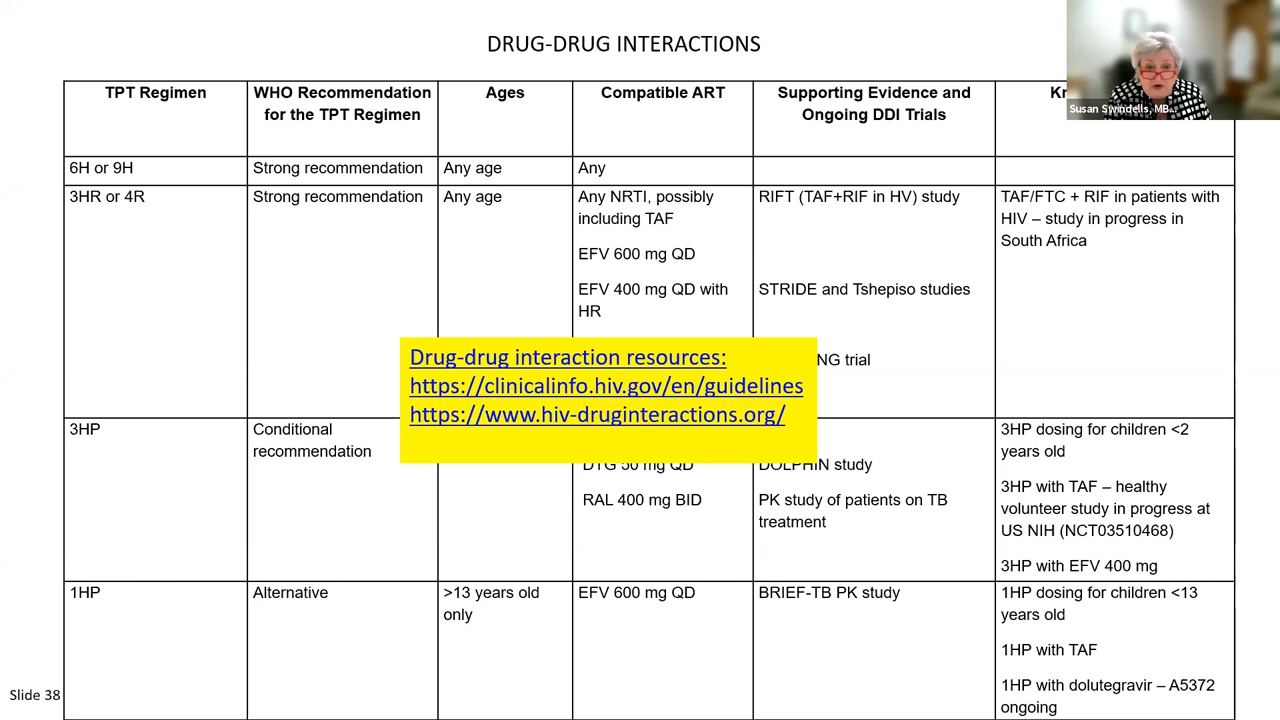 DRUG-DRUG INTERACTIONS
Susan Swindells, MB...
TPT Regimen
WHO Recommendation
for the TPT Regimen
Ages
Compatible ART
Supporting Evidence and
Ongoing DDI Trials
6H or 9H
Strong recommendation
Any age
Any
3HR or 4R
Strong recommendation
Any age
Any NRTI, possibly
including TAF
EFV 600 mg QD
EFV 400 mg QD with
HR
RIFT (TAF+RIF in HV) study
STRIDE and Tshepiso studies
trial
TAF/FTC + RIF in patients with
HIV – study in progress in
South Africa
Drug-drug interaction resources:
https://clinicalinfo.hiv.gov/en/guidelines
https://www.hiv-druginteractions.org/
3HP
Conditional
recommendation
DTG 50 mg QD
RAL 400 mg BID
DOLPHIN study
PK study of patients on TB
treatment
3HP dosing for children <2
years old
3HP with TAF – healthy
volunteer study in progress at
US NIH (NCT03510468)
3HP with EFV 400 mg
1HP
Alternative
>13 years old
only
EFV 600 mg QD
BRIEF-TB PK study
1HP dosing for children <13
years old
1HP with TAF
1HP with dolutegravir – A5372
ongoing
Slide 38